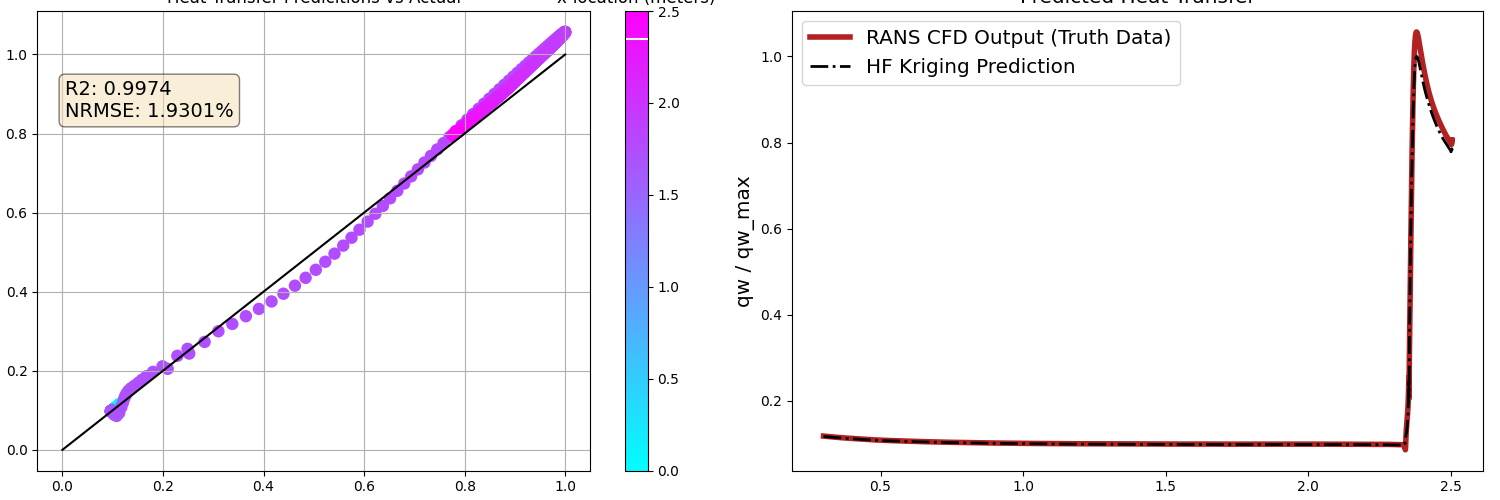 Heat Transfer Predicitions vs Actual
x-location (meters)
R2: 0.9974
NRMSE: 1.9301%
1.0
0.8
0.6
0.4
0.2
0.0
0.0 0.2 0.4 0.6 0.8 1.0
2.5
2.0
1.5
1.0
0.5
0.0
Predicted Heat Transfer
RANS CFD Output (Truth Data)
HF Kriging Prediction
qw / qw_max
1.0
0.8
0.6
0.4
0.2
0.5 1.0 1.5 2.0 2.5